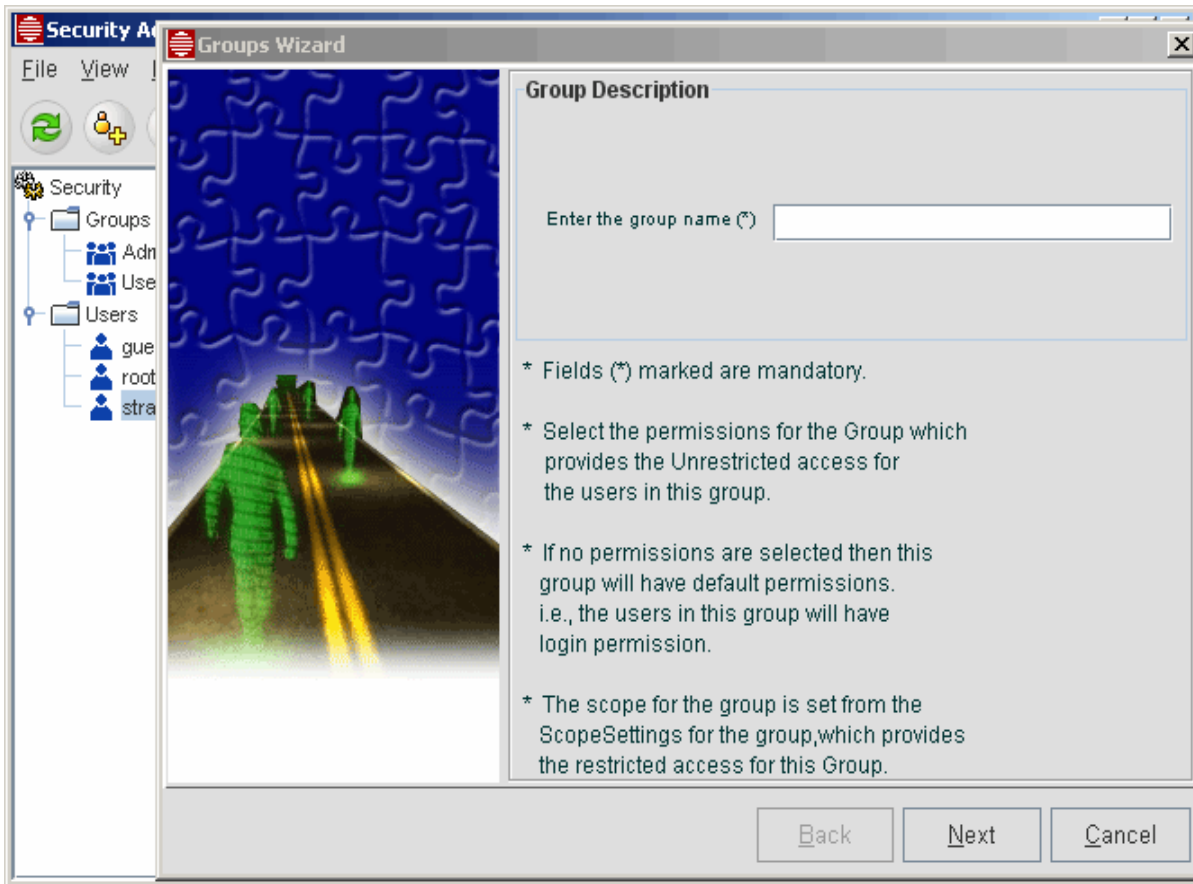 Security Ad
Groups Wizard
File View
Group Description
Security
Groups
Adm
Use
Users
gue
root
stra
Enter the group name (*)
* Fields (*) marked are mandatory.
* Select the permissions for the Group which
provides the Unrestricted access for
the users in this group.
* If no permissions are selected then this
group will have default permissions.
i.e., the users in this group will have
login permission.
* The scope for the group is set from the
ScopeSettings for the group,which provides
the restricted access for this Group.
Back Next Cancel